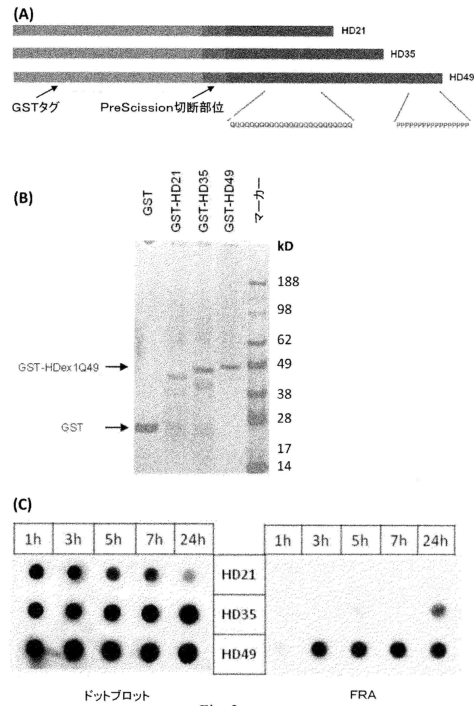 (A)
HD21
HD35
HD49
GSTタグ
PreScission切断部位
(B)
GST
GST-HD21
GST-HD35
GST-HD49
マーカー
kD
188
98
62
GST-HDex1Q49
49
38
GST
28
17
14
(C)
1h 3h 5h 7h 24h
1h 3h 5h 7h 24h
HD21
HD35
HD49
ドットブロット
FRA